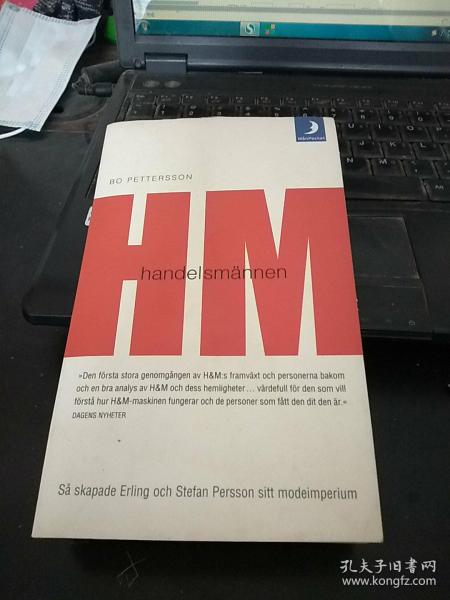 MånPocket
BO PETTERSSON
HM
handelsmännen
»Den första stora genomgången av H&M:s framväxt och personerna bakom
och en bra analys av H&M och dess hemligheter... värdefull för den som vill
förstå hur H&M-maskinen fungerar och de personer som fått den dit den är.«
DAGENS NYHETER
Så skapade Erling och Stefan Persson sitt modeimperium
孔夫子旧书网
www.kongfz.com